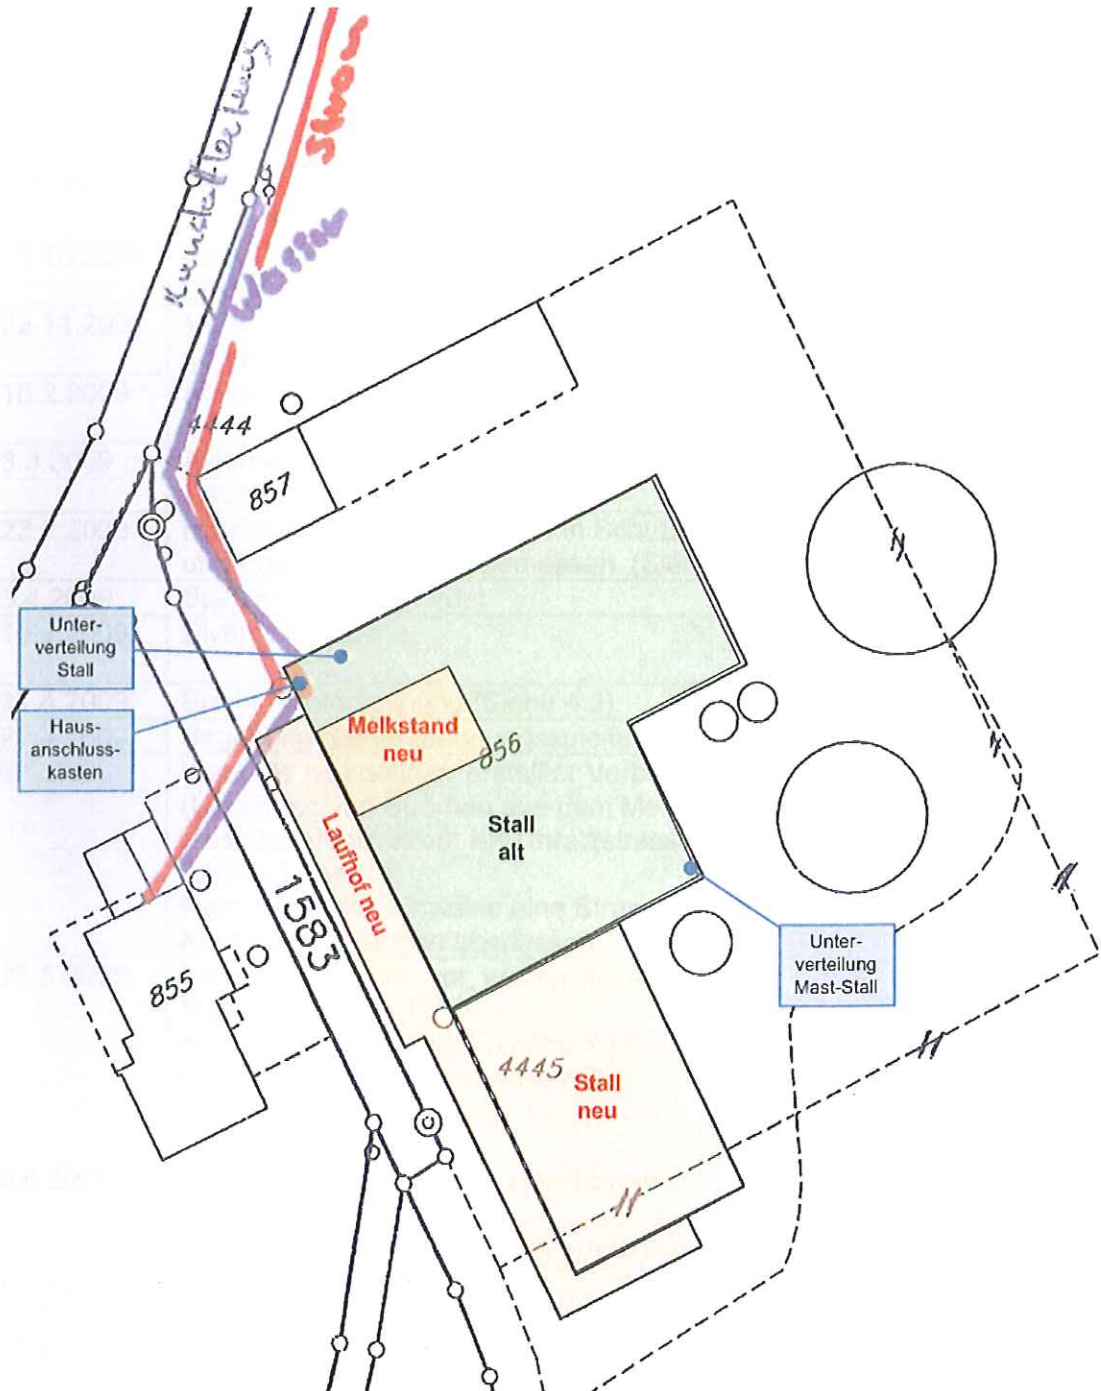 Strom
Wasser
4444
857
Unter-
verteilung
Stall
Haus-
anschluss-
kasten
Melkstand
neu
856
Stall
alt
Laufhof neu
1583
855
Unter-
verteilung
Mast-Stall
4445
Stall
neu